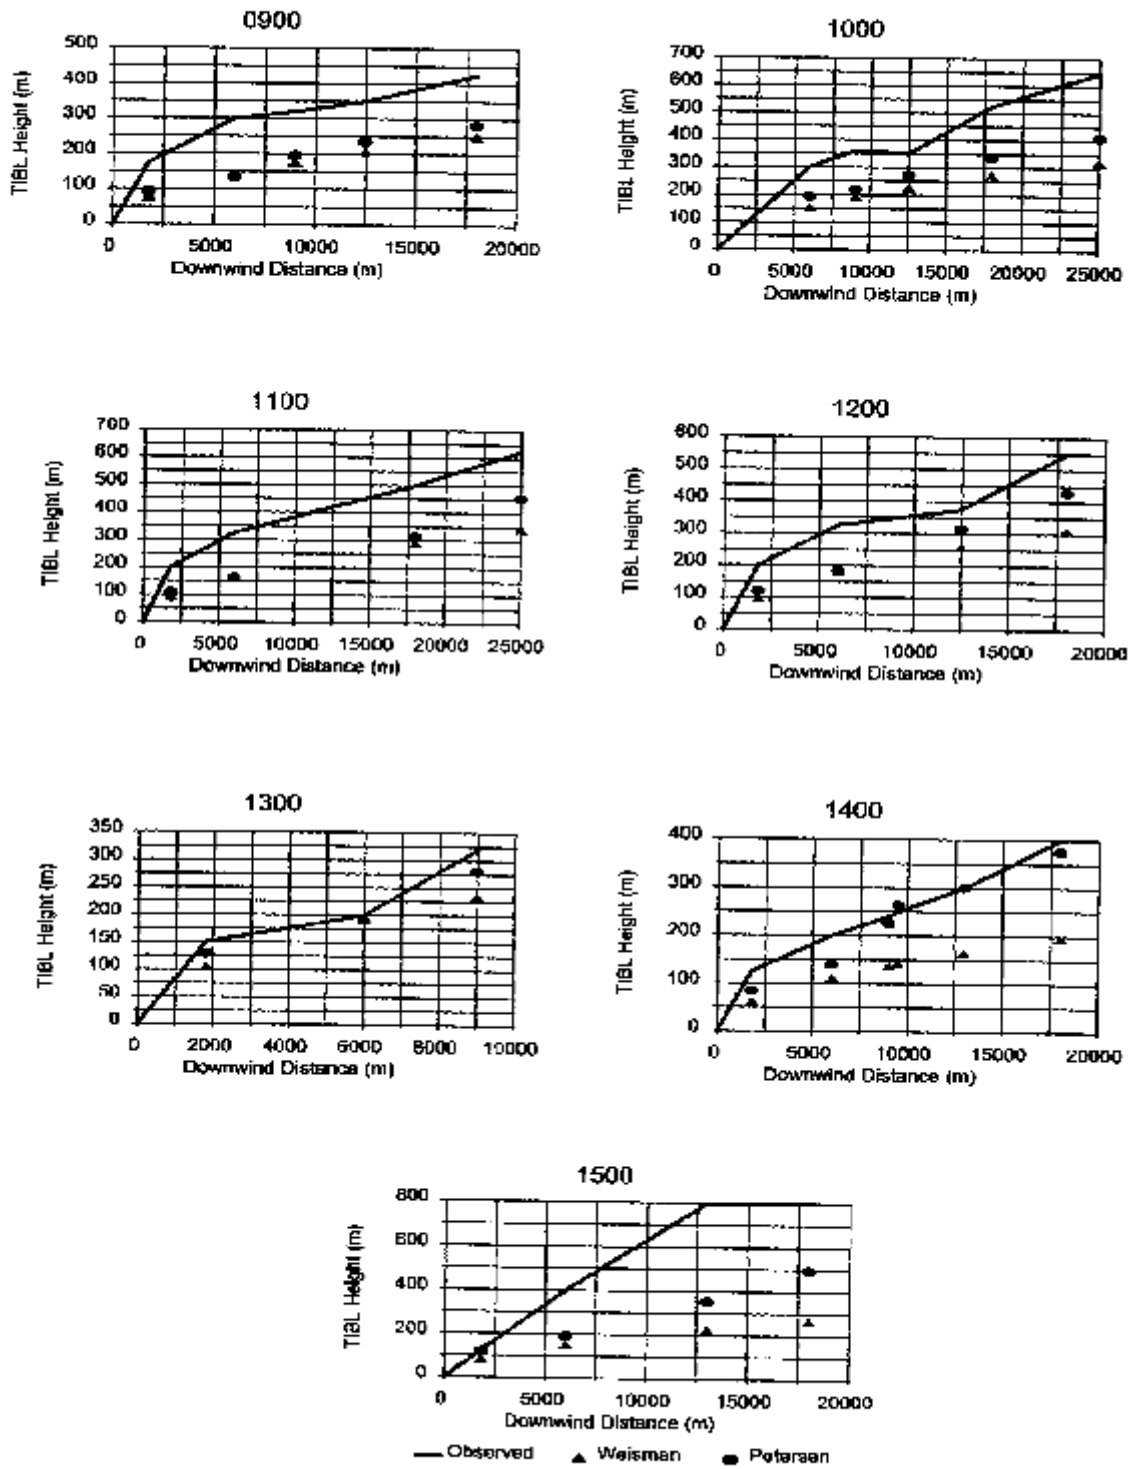 0900
500
400
300
200
100
0
TIBL Height (m)
0 5000 10000 15000 20000
Downwind Distance (m)
1000
700
600
500
400
300
200
100
0
TIBL Height (m)
0 5000 10000 15000 20000 25000
Downwind Distance (m)
1100
700
600
500
400
300
200
100
0
TIBL Height (m)
0 5000 10000 15000 20000 25000
Downwind Distance (m)
1200
600
500
400
300
200
100
0
TIBL Height (m)
0 5000 10000 15000 20000
Downwind Distance (m)
1300
350
300
250
200
150
100
50
0
TIBL Height (m)
0 2000 4000 6000 8000 10000
Downwind Distance (m)
1400
400
300
200
100
0
TIBL Height (m)
0 5000 10000 15000 20000
Downwind Distance (m)
1500
800
600
400
200
0
TIBL Height (m)
0 5000 10000 15000 20000
Downwind Distance (m)
Observed Weisman Petersen